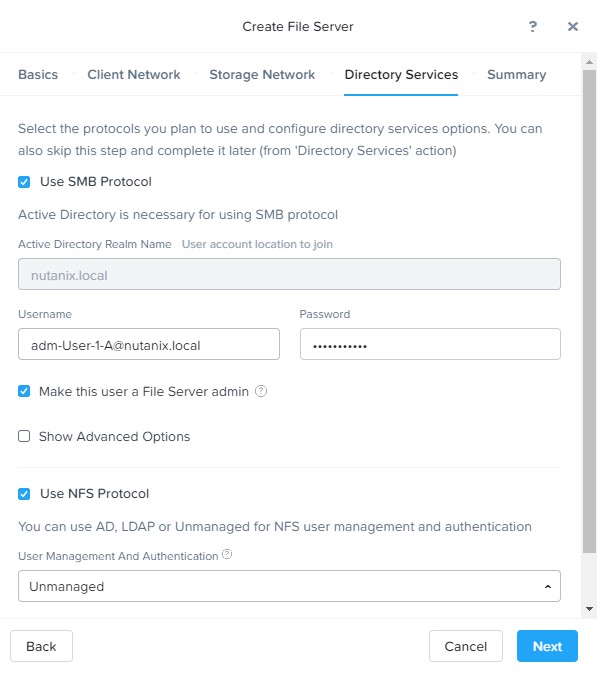 Create File Server
?
Basics
Client Network
Storage Network
Directory Services
Summary
Select the protocols you plan to use and configure directory services options. You can
also skip this step and complete it later (from 'Directory Services' action)
Use SMB Protocol
Active Directory is necessary for using SMB protocol
Active Directory Realm Name User account location to join
nutanix.local
Username
Password
adm-User-1-A@nutanix.local
•••••••••••
Make this user a File Server admin ?
Show Advanced Options
Use NFS Protocol
You can use AD, LDAP or Unmanaged for NFS user management and authentication
User Management And Authentication ?
Unmanaged
Back
Cancel
Next